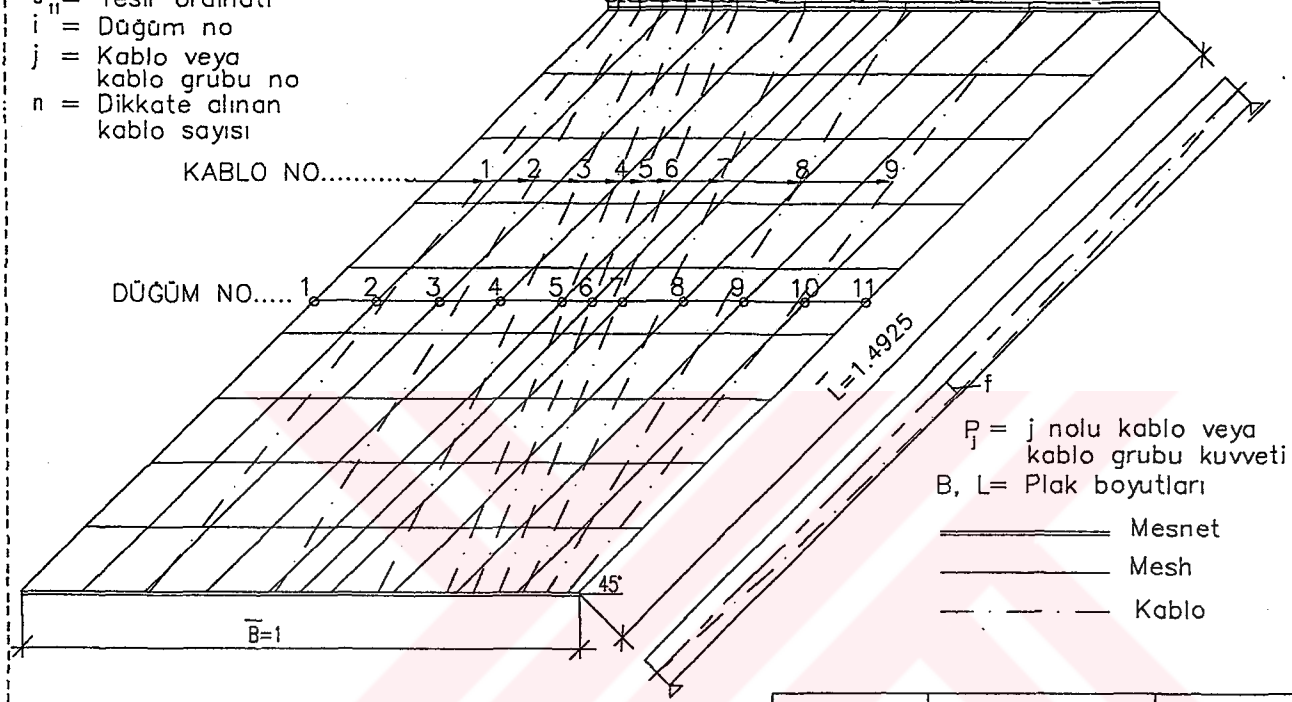 = Tesir ordinatı
i = Düğüm no
j = Kablo veya
kablo grubu no
n = Dikkate alınan
kablo sayısı
KABLO NO........... 1 2 3 4 5 6 7 8 9
DÜĞÜM NO..... 1 2 3 4 5 6 7 8 9 10 11
L=1.4925
f
Pj = j nolu kablo veya
kablo grubu kuvveti
B, L= Plak boyutları
Mesnet
Mesh
Kablo
45°
B=1